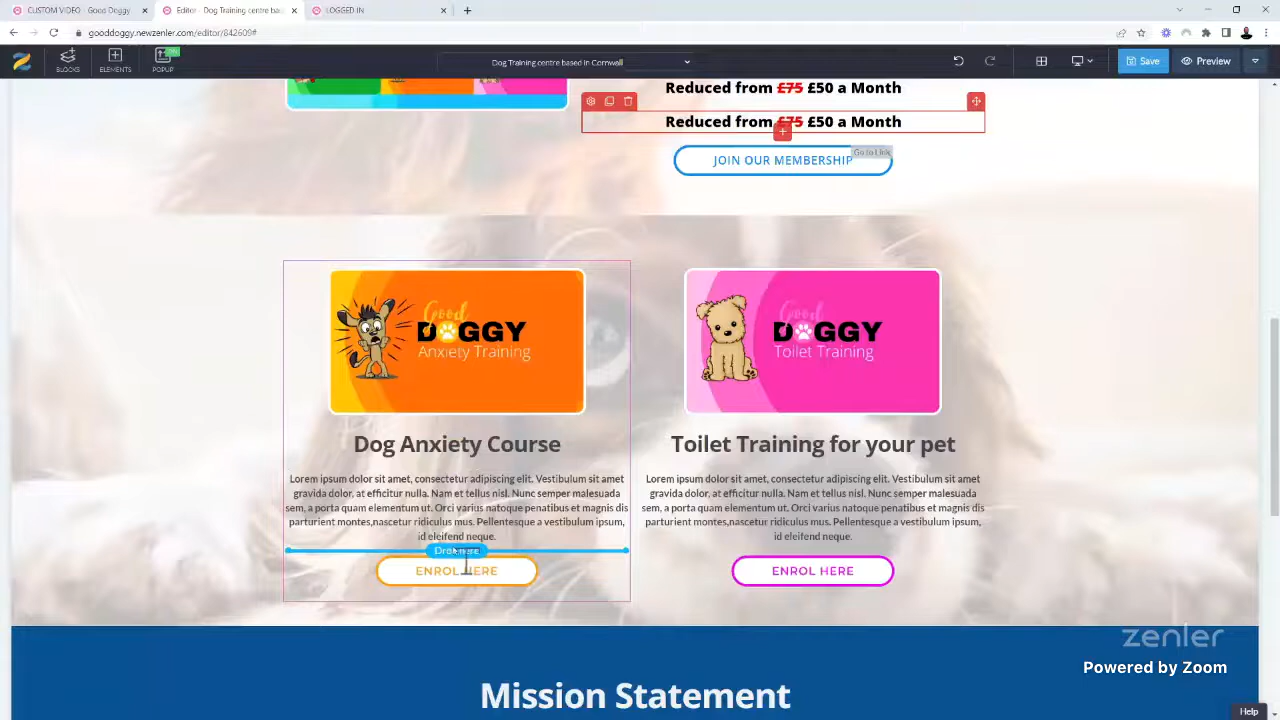 CUSTOM VIDEO - Good Doggy
Editor - Dog Training centre ba
LOGGED IN
gooddoggy.newzenler.com/editor/842609#
BLOCKS
ELEMENTS
POPUP
ON
Dog Training centre based in Cornwall
Save
Preview
Reduced from £75 £50 a Month
Reduced from £75 £50 a Month
JOIN OUR MEMBERSHIP
Go to Link
Good
DOGGY
Anxiety Training
Good
DOGGY
Toilet Training
Dog Anxiety Course
Toilet Training for your pet
Lorem ipsum dolor sit amet, consectetur adipiscing elit. Vestibulum sit amet
gravida dolor, at efficitur nulla. Nam et tellus nisl. Nunc semper malesuada
sem, a porta quam elementum ut. Orci varius natoque penatibus et magnis dis
parturient montes,nascetur ridiculus mus. Pellentesque a vestibulum ipsum,
id eleifend neque.
Lorem ipsum dolor sit amet, consectetur adipiscing elit. Vestibulum sit amet
gravida dolor, at efficitur nulla. Nam et tellus nisl. Nunc semper malesuada
sem, a porta quam elementum ut. Orci varius natoque penatibus et magnis dis
parturient montes,nascetur ridiculus mus. Pellentesque a vestibulum ipsum,
id eleifend neque.
Drop here
ENROL HERE
ENROL HERE
zenler
Powered by Zoom
Mission Statement
Help